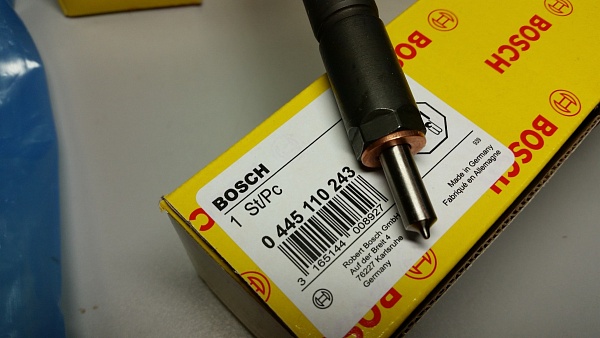 BOSCH
1 St/Pc
0 445 110 243
3 165144 008927
Robert Bosch GmbH
Auf der Breit 4
76227 Karlsruhe
Germany
Made in Germany
Fabriqué en Allemagne
BOSCH
BOSCH
BOSCH
BOSCH